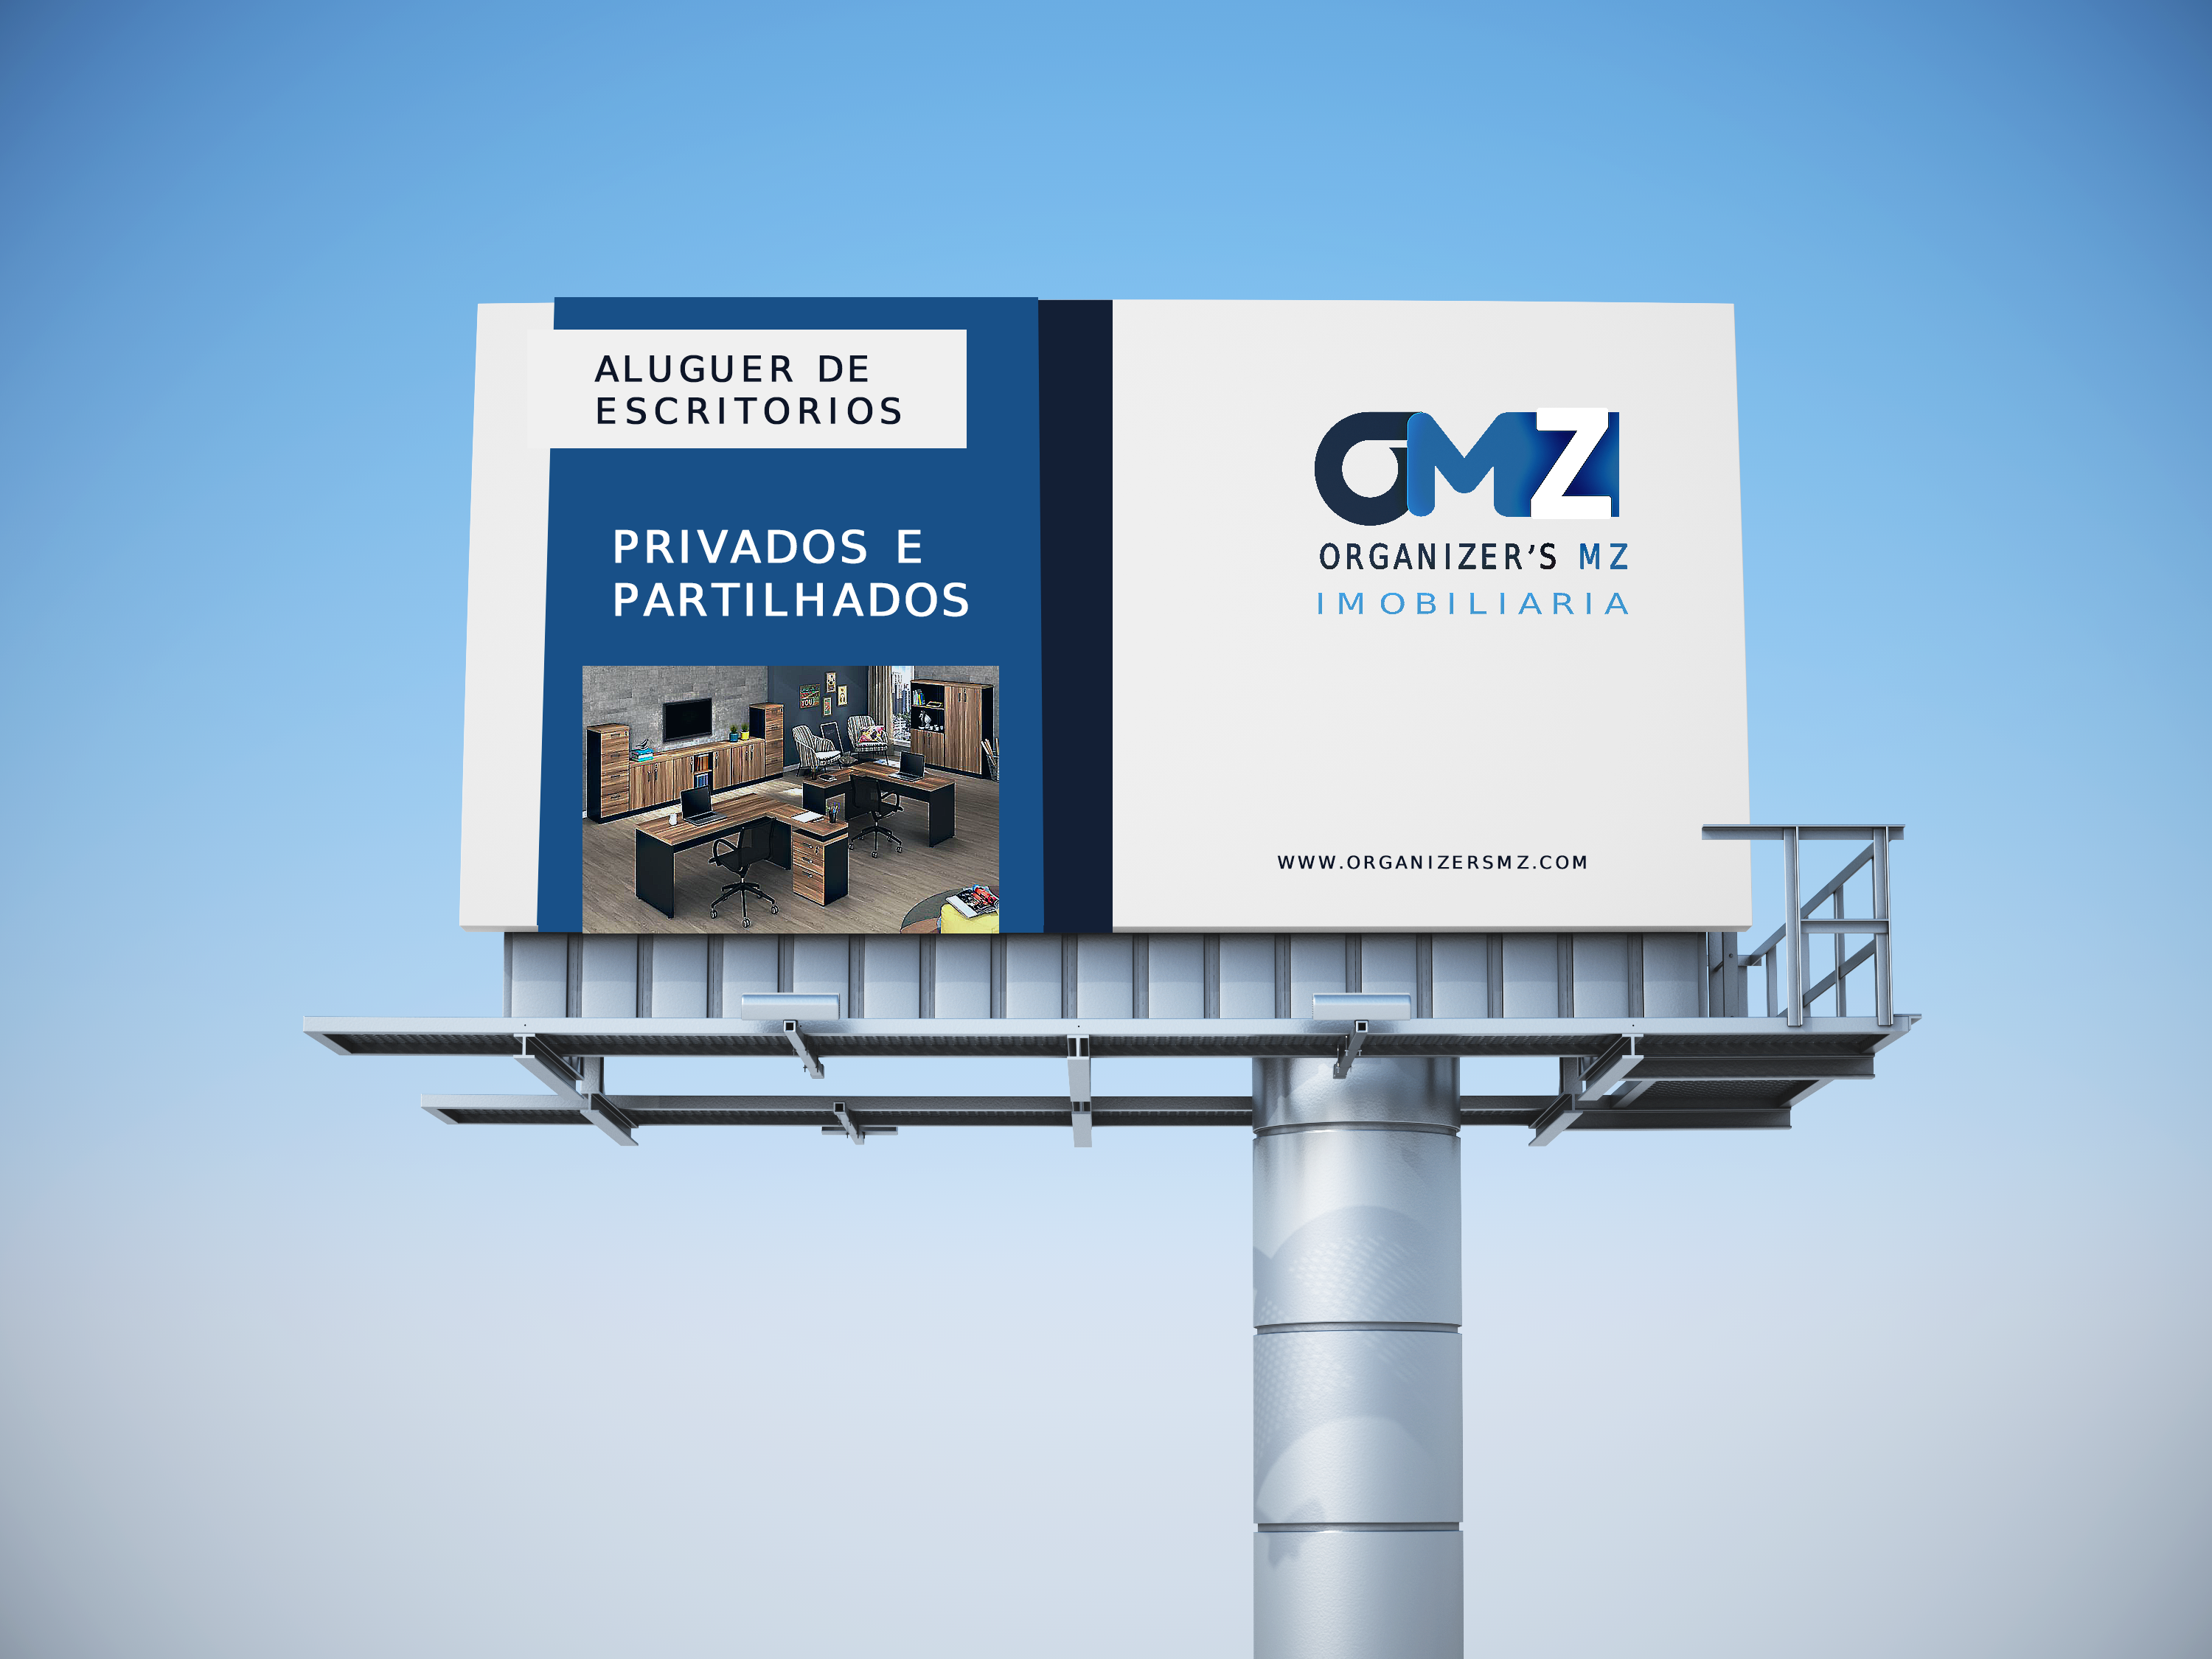 ALUGUER DE
ESCRITORIOS
PRIVADOS E
PARTILHADOS
OMZ
ORGANIZER'S MZ
IMOBILIARIA
WWW.ORGANIZERSMZ.COM